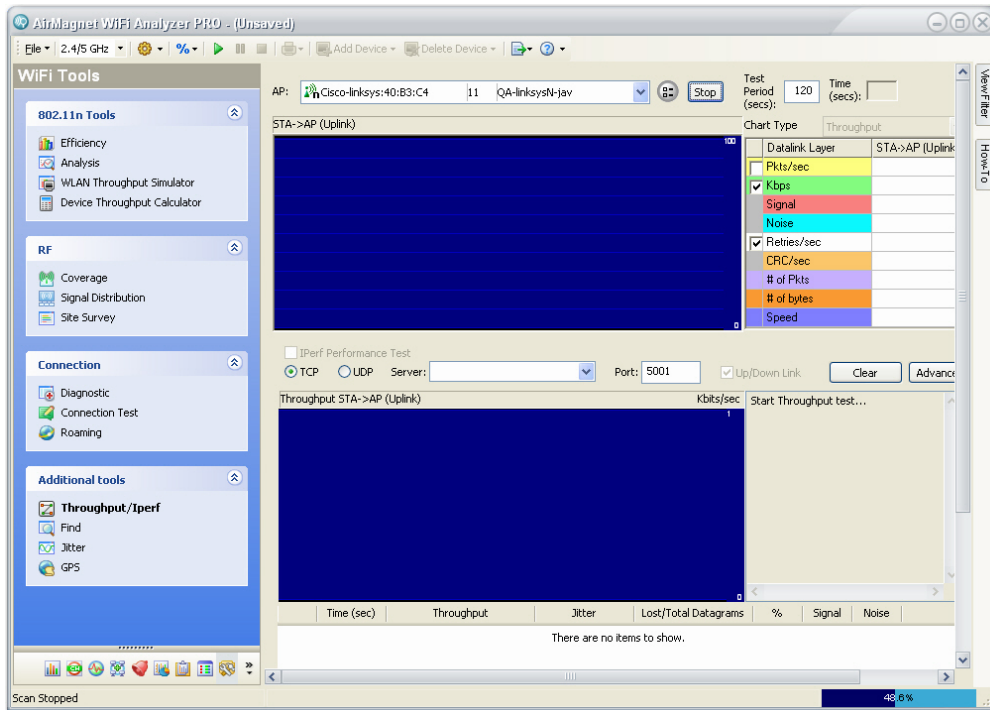 AirMagnet WiFi Analyzer PRO - (Unsaved)
File 2.4/5 GHz % Add Device Delete Device
WiFi Tools
802.11n Tools
Efficiency
Analysis
WLAN Throughput Simulator
Device Throughput Calculator
RF
Coverage
Signal Distribution
Site Survey
Connection
Diagnostic
Connection Test
Roaming
Additional tools
Throughput/Iperf
Find
Jitter
GPS
AP: Cisco-linksys:40:B3:C4 11 QA-linksysN-jav Stop
Test Period (secs): 120 Time (secs):
STA->AP (Uplink)
100
0
Chart Type Throughput
Datalink Layer STA->AP (Uplink
Pkts/sec
Kbps
Signal
Noise
Retries/sec
CRC/sec
# of Pkts
# of bytes
Speed
IPerf Performance Test
TCP UDP Server: Port: 5001 Up/Down Link Clear Advance
Throughput STA->AP (Uplink) Kbits/sec
1
0
Start Throughput test...
Time (sec) Throughput Jitter Lost/Total Datagrams % Signal Noise
There are no items to show.
View Filter
How-To
Scan Stopped
48.6%